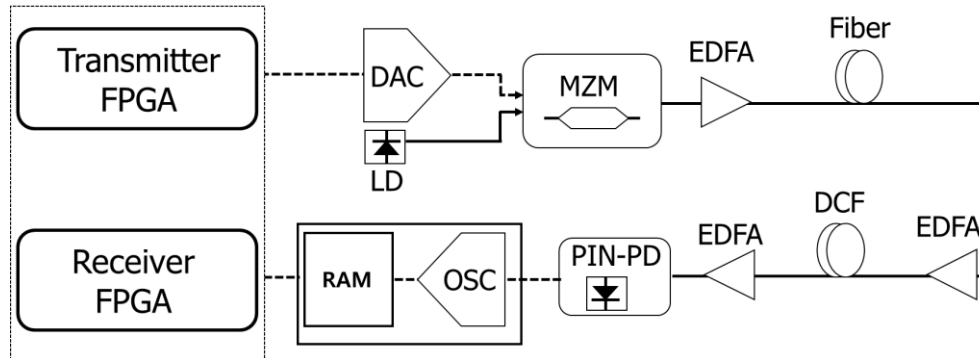 Transmitter
FPGA
DAC
LD
MZM
EDFA
Fiber
Receiver
FPGA
RAM
OSC
PIN-PD
EDFA
DCF
EDFA